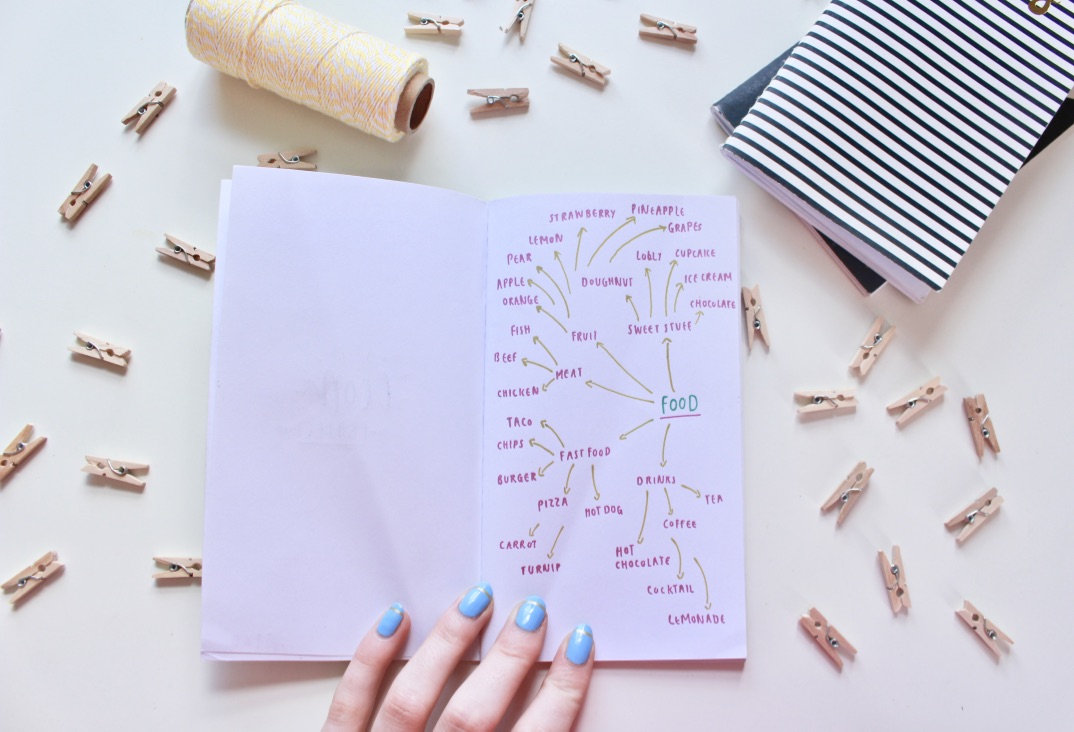 STRAWBERRY
PINEAPPLE
GRAPES
LEMON
PEAR
APPLE
ORANGE
DOUGHNUT
LOLLY
CUPCAKE
ICE CREAM
CHOCOLATE
FRUIT
SWEET STUFF
FISH
BEEF
CHICKEN
MEAT
FOOD
TACO
CHIPS
BURGER
FAST FOOD
PIZZA
HOT DOG
DRINKS
TEA
COFFEE
CARROT
TURNIP
HOT
CHOCOLATE
COCKTAIL
LEMONADE